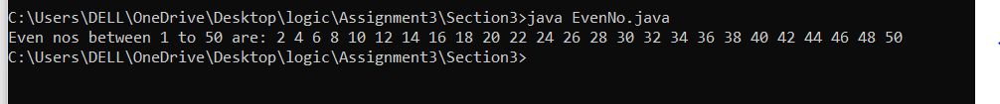 C:\Users\DELL\OneDrive\Desktop\logic\Assignment3\Section3>java EvenNo.java
Even nos between 1 to 50 are: 2 4 6 8 10 12 14 16 18 20 22 24 26 28 30 32 34 36 38 40 42 44 46 48 50
C:\Users\DELL\OneDrive\Desktop\logic\Assignment3\Section3>